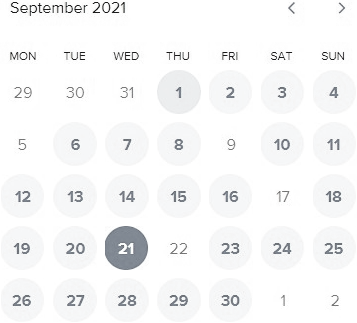 September 2021
MON TUE WED THU FRI SAT SUN
29 30 31 1 2 3 4
5 6 7 8 9 10 11
12 13 14 15 16 17 18
19 20 21 22 23 24 25
26 27 28 29 30 1 2